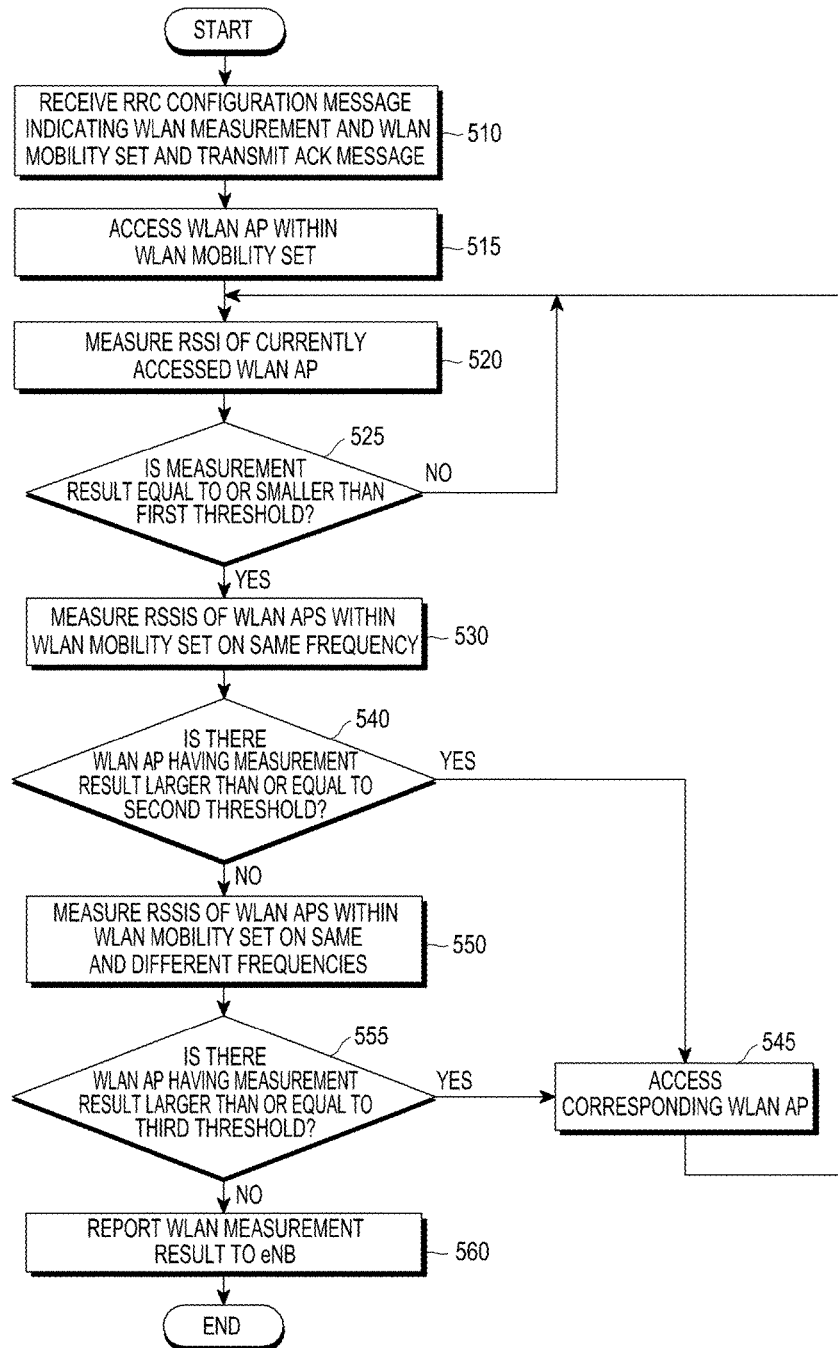 START
RECEIVE RRC CONFIGURATION MESSAGE
INDICATING WLAN MEASUREMENT AND WLAN
MOBILITY SET AND TRANSMIT ACK MESSAGE
510
ACCESS WLAN AP WITHIN
WLAN MOBILITY SET
515
MEASURE RSSI OF CURRENTLY
ACCESSED WLAN AP
520
525
IS MEASUREMENT
RESULT EQUAL TO OR SMALLER THAN
FIRST THRESHOLD?
NO
YES
MEASURE RSSIS OF WLAN APS WITHIN
WLAN MOBILITY SET ON SAME FREQUENCY
530
540
IS THERE
WLAN AP HAVING MEASUREMENT
RESULT LARGER THAN OR EQUAL TO
SECOND THRESHOLD?
YES
NO
MEASURE RSSIS OF WLAN APS WITHIN
WLAN MOBILITY SET ON SAME
AND DIFFERENT FREQUENCIES
550
555
IS THERE
WLAN AP HAVING MEASUREMENT
RESULT LARGER THAN OR EQUAL TO
THIRD THRESHOLD?
YES
545
ACCESS
CORRESPONDING WLAN AP
NO
REPORT WLAN MEASUREMENT
RESULT TO eNB
560
END